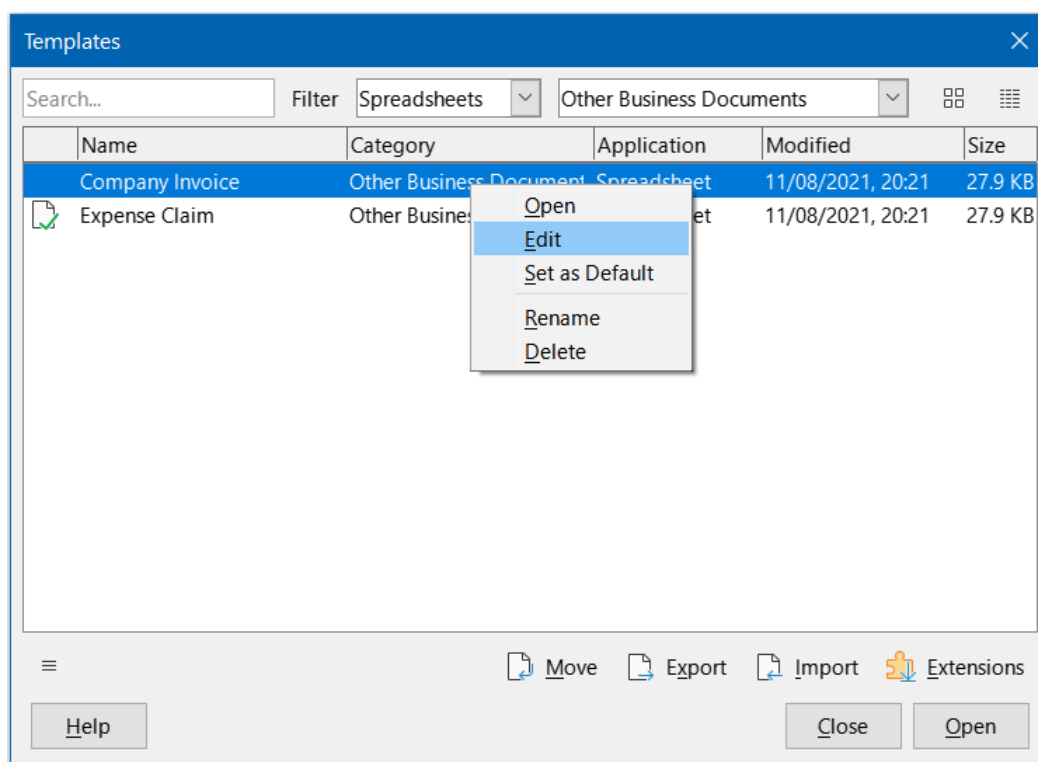 Templates
Search... Filter Spreadsheets Other Business Documents
Name Category Application Modified Size
Company Invoice Other Business Document Spreadsheet 11/08/2021, 20:21 27.9 KB
Expense Claim Other Busines et 11/08/2021, 20:21 27.9 KB
Open
Edit
Set as Default
Rename
Delete
Move Export Import Extensions
Help Close Open